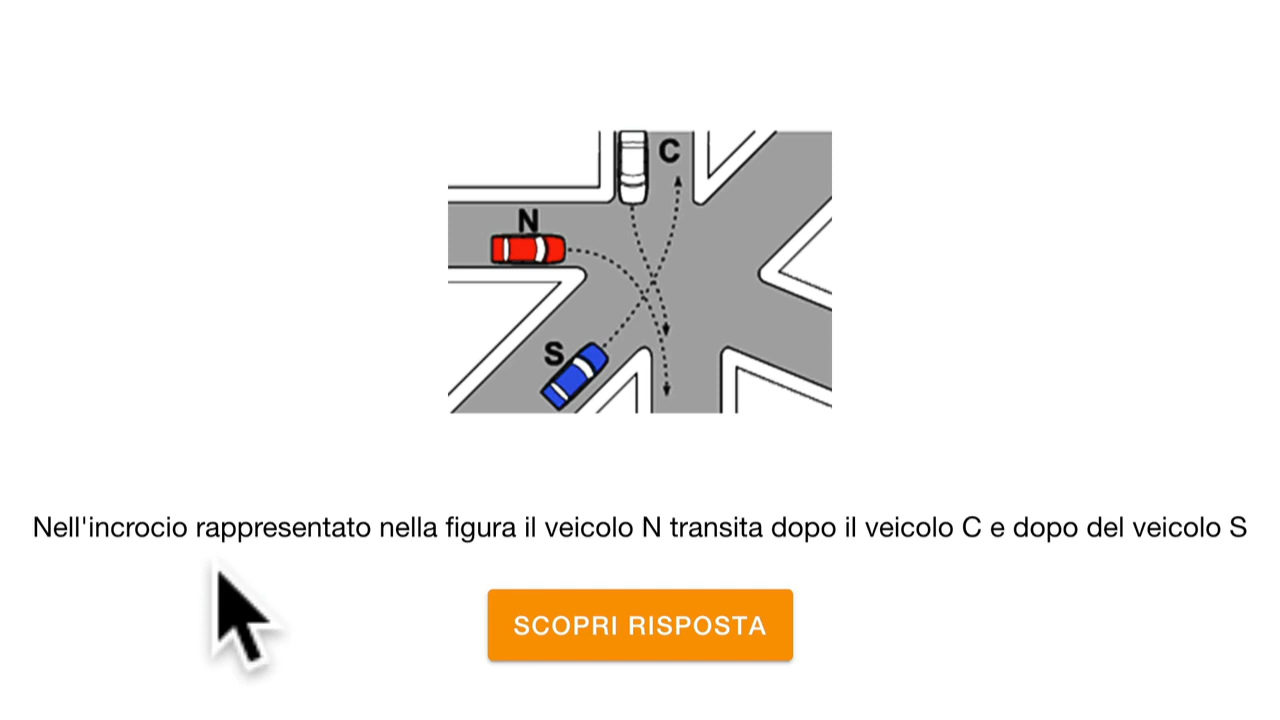 C
N
S
Nell'incrocio rappresentato nella figura il veicolo N transita dopo il veicolo C e dopo del veicolo S
SCOPRI RISPOSTA